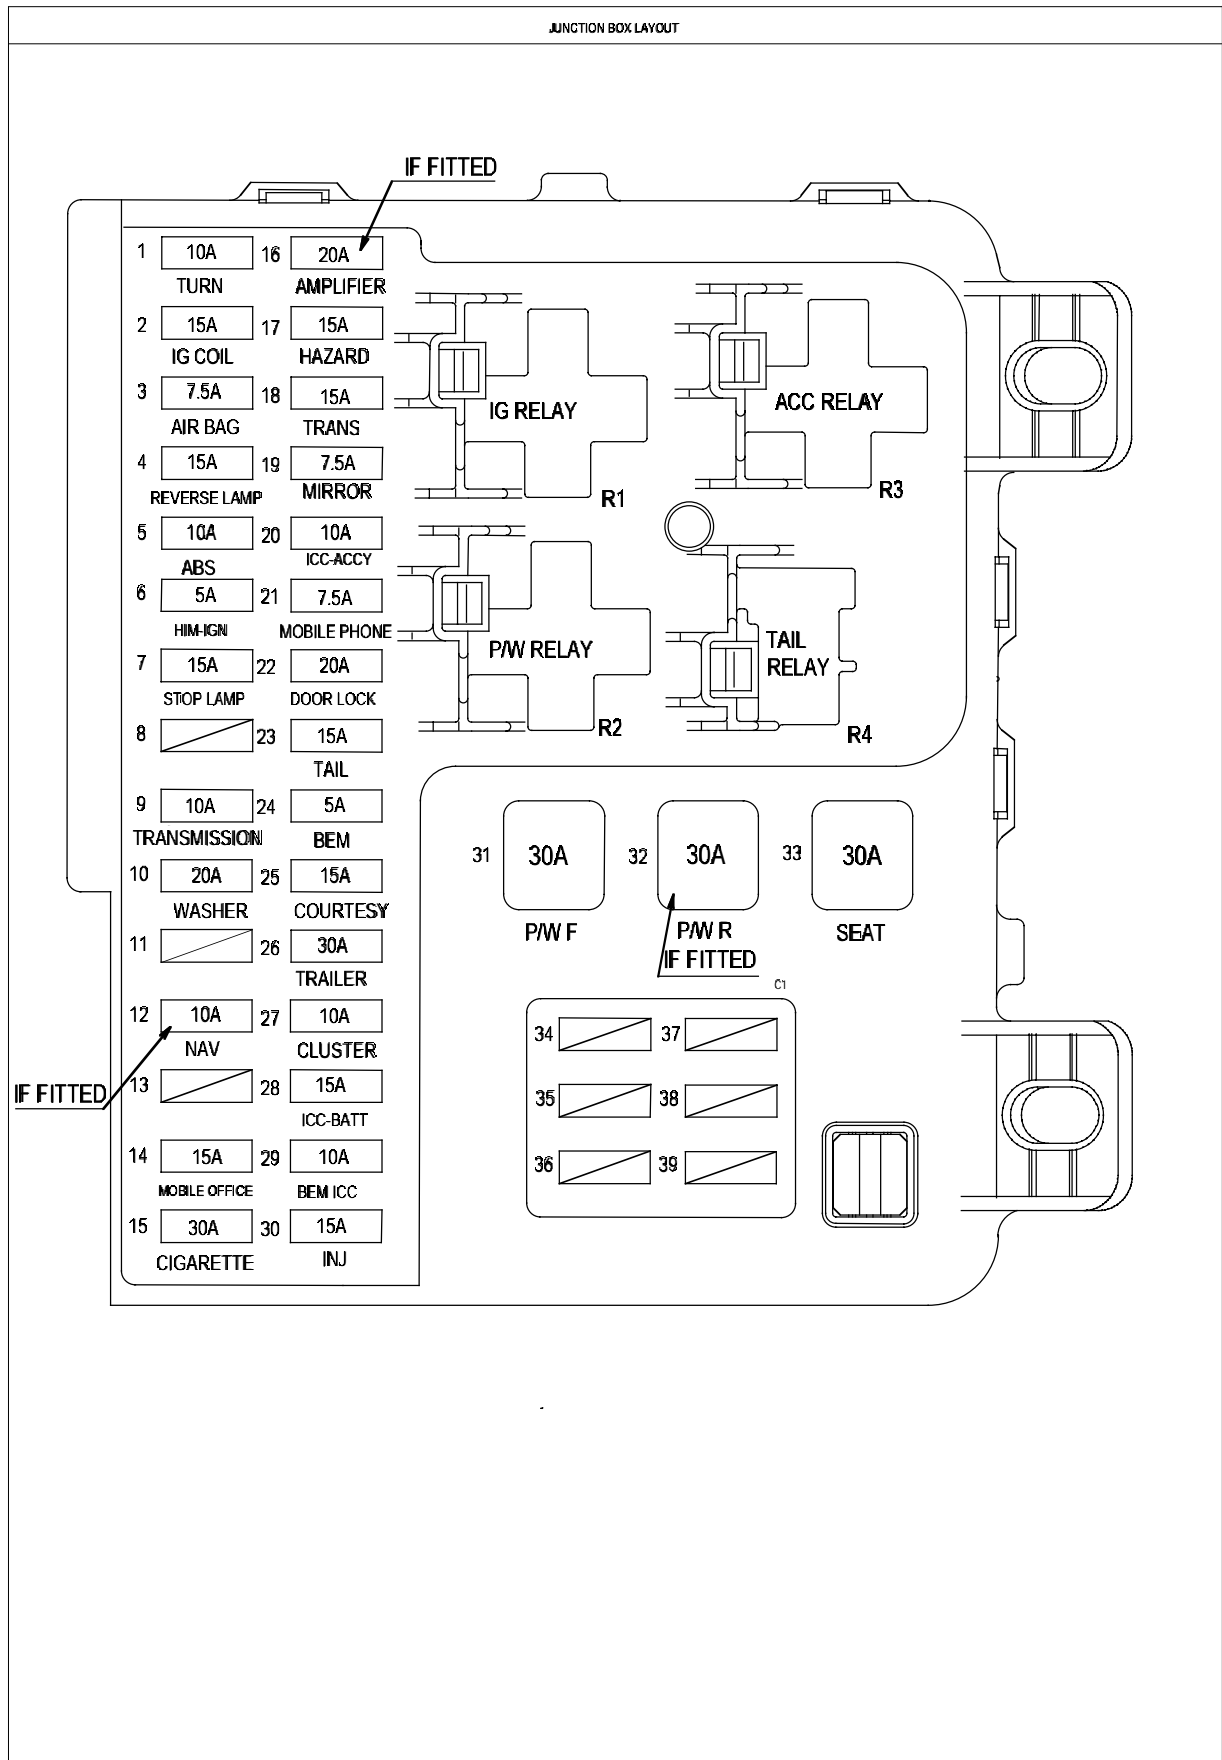 JUNCTION BOX LAYOUT
IF FITTED
1 10A 16 20A
TURN AMPLIFIER
2 15A 17 15A
IG COIL HAZARD
3 7.5A 18 15A
AIR BAG TRANS
4 15A 19 7.5A
REVERSE LAMP MIRROR
5 10A 20 10A
ABS ICC-ACCY
6 5A 21 7.5A
HIM-IGN MOBILE PHONE
7 15A 22 20A
STOP LAMP DOOR LOCK
8 23 15A
TAIL
9 10A 24 5A
TRANSMISSION BEM
10 20A 25 15A
WASHER COURTESY
11 26 30A
TRAILER
12 10A 27 10A
NAV CLUSTER
IF FITTED
13 28 15A
ICC-BATT
14 15A 29 10A
MOBILE OFFICE BEM ICC
15 30A 30 15A
CIGARETTE INJ
IG RELAY
R1
ACC RELAY
R3
P/W RELAY
R2
TAIL
RELAY
R4
31 30A 32 30A 33 30A
P/W F P/W R SEAT
IF FITTED
C1
34 37
35 38
36 39